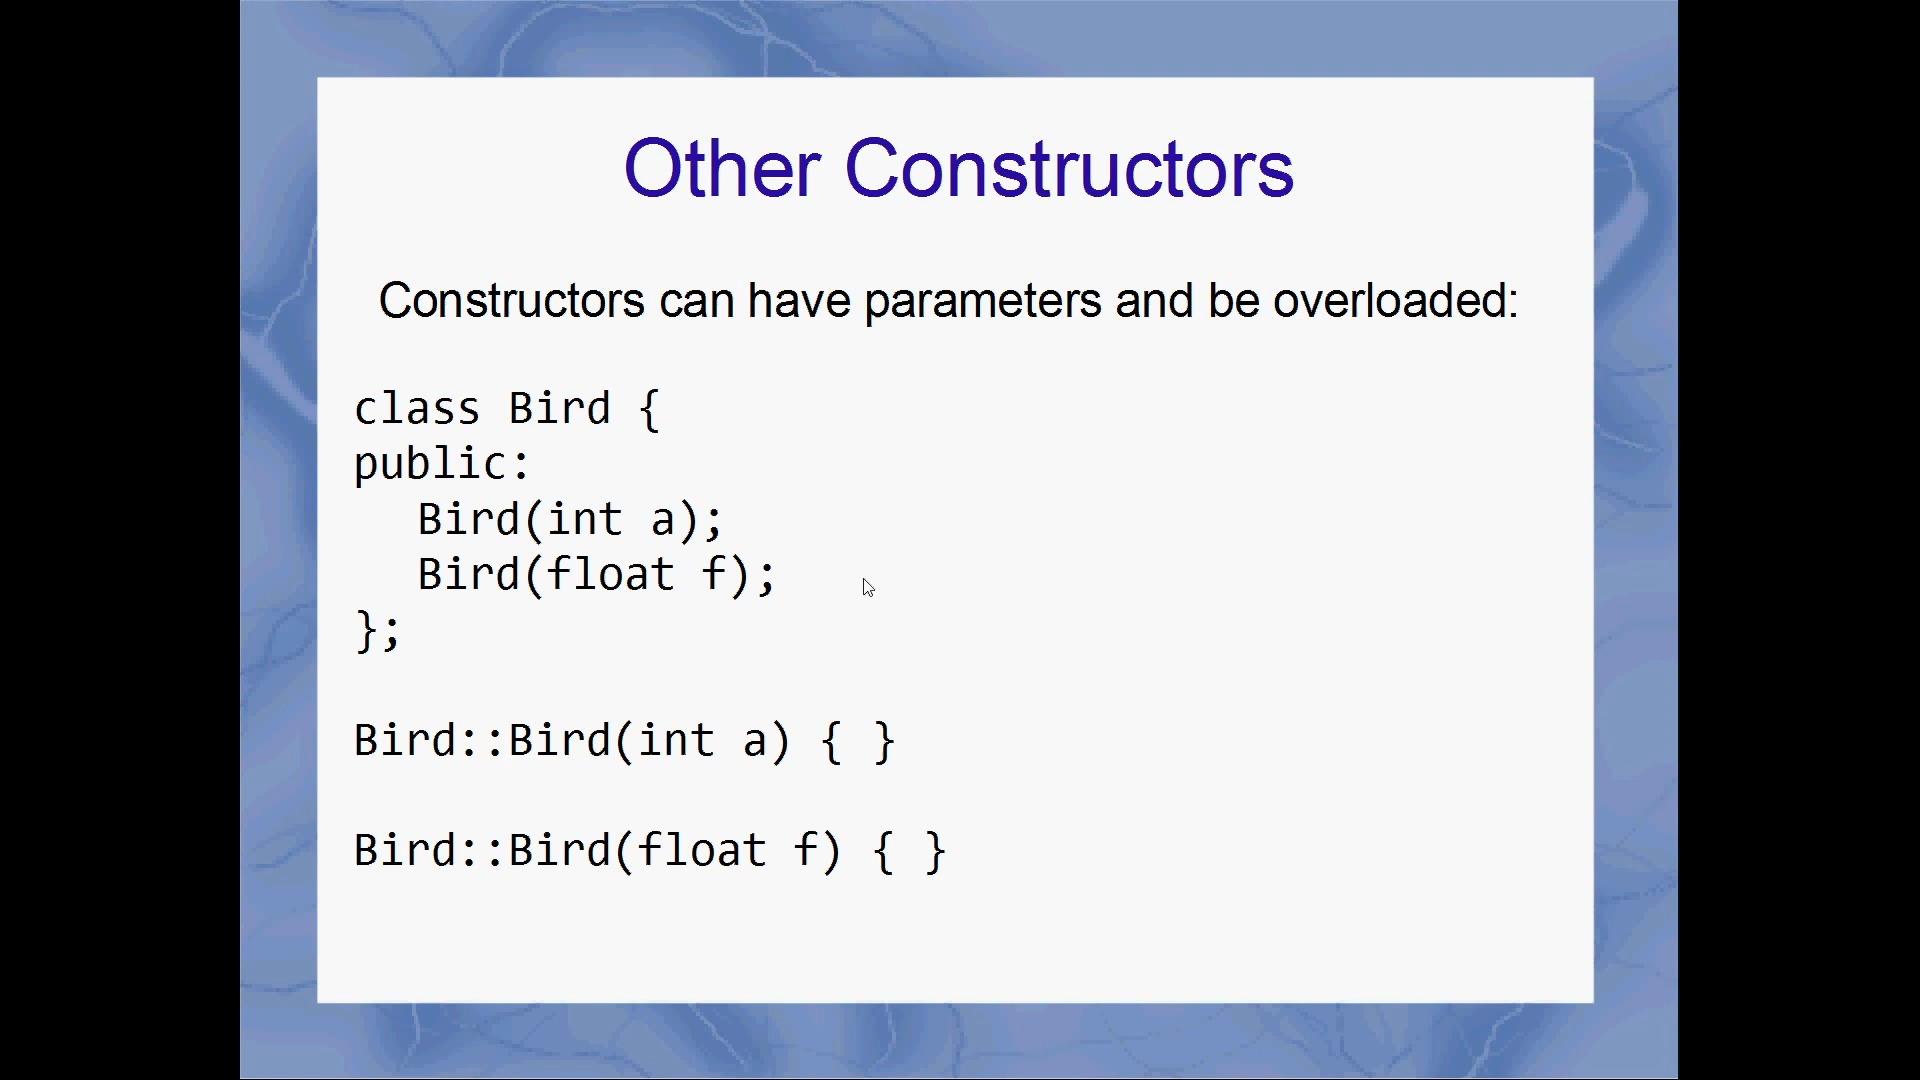 Other Constructors
Constructors can have parameters and be overloaded:
class Bird {
public:
Bird(int a);
Bird(float f);
};
Bird::Bird(int a) { }
Bird::Bird(float f) { }